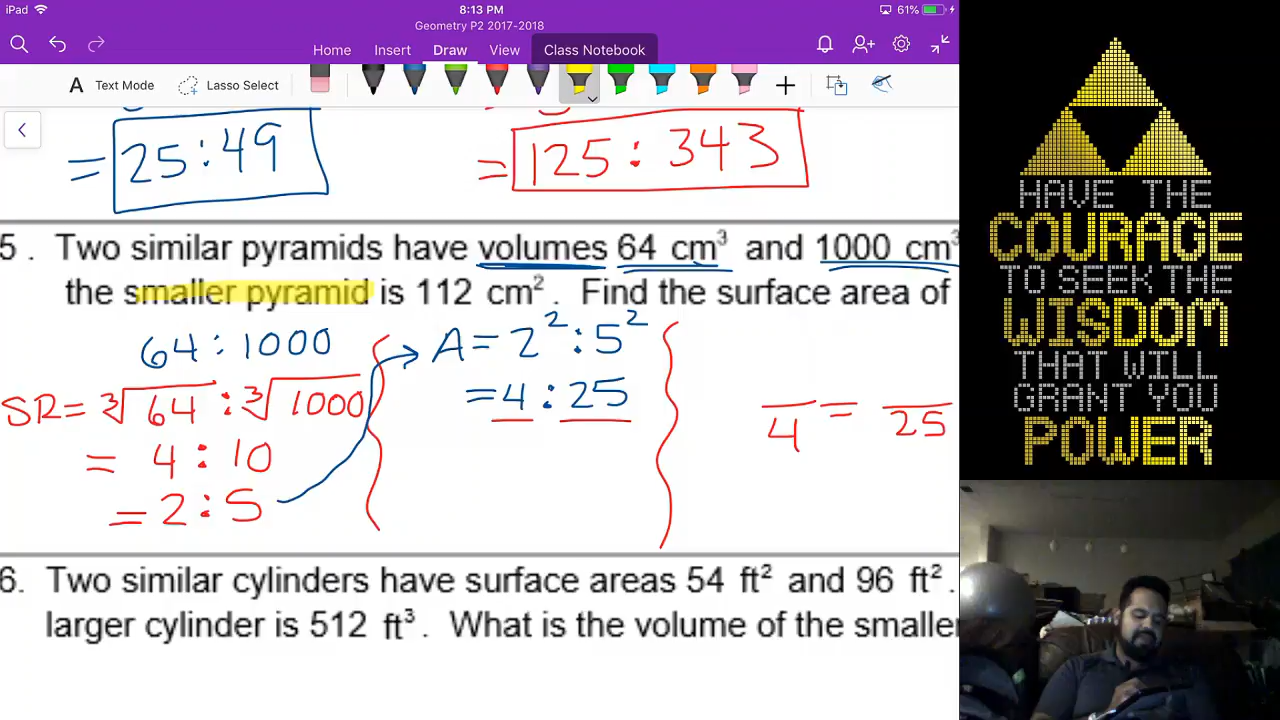 iPad 8:13 PM 61%
Geometry P2 2017-2018
Home Insert Draw View Class Notebook
Text Mode Lasso Select
= 25 : 49
= 125 : 343
5 . Two similar pyramids have volumes 64 cm³ and 1000 cm³
the smaller pyramid is 112 cm² . Find the surface area of
64 : 1000
SR = ∛64 : ∛1000
= 4 : 10
= 2 : 5
A = 2² : 5²
= 4 : 25
4 = 25
6. Two similar cylinders have surface areas 54 ft² and 96 ft² .
larger cylinder is 512 ft³ . What is the volume of the smaller
HAVE THE
COURAGE
TO SEEK THE
WISDOM
THAT WILL
GRANT YOU
POWER